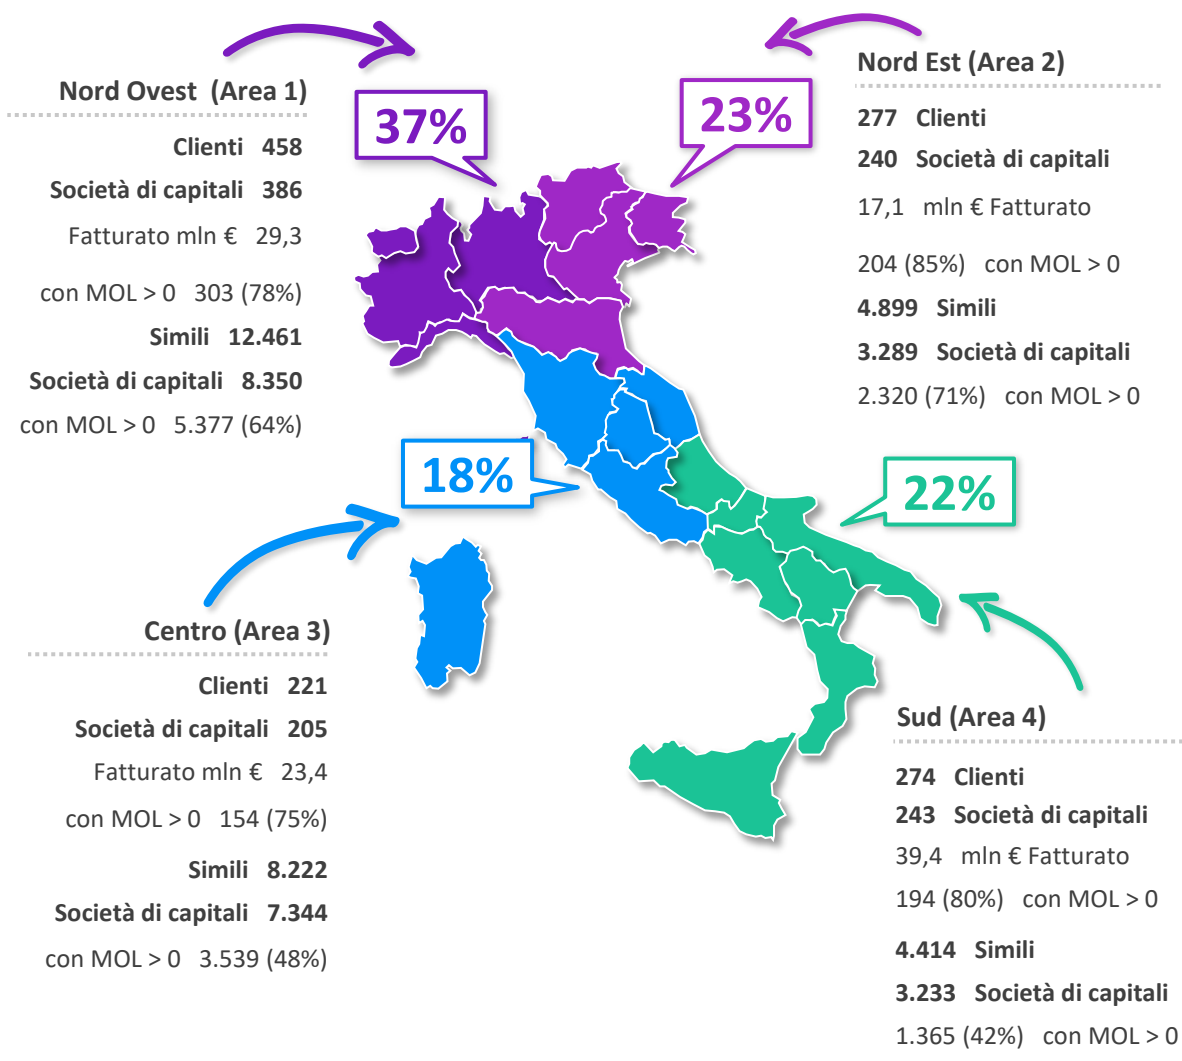 Nord Ovest (Area 1)
37%
Clienti 458
Società di capitali 386
Fatturato mln € 29,3
con MOL > 0 303 (78%)
Simili 12.461
Società di capitali 8.350
con MOL > 0 5.377 (64%)
Nord Est (Area 2)
23%
277 Clienti
240 Società di capitali
17,1 mln € Fatturato
204 (85%) con MOL > 0
4.899 Simili
3.289 Società di capitali
2.320 (71%) con MOL > 0
18%
Centro (Area 3)
Clienti 221
Società di capitali 205
Fatturato mln € 23,4
con MOL > 0 154 (75%)
Simili 8.222
Società di capitali 7.344
con MOL > 0 3.539 (48%)
22%
Sud (Area 4)
274 Clienti
243 Società di capitali
39,4 mln € Fatturato
194 (80%) con MOL > 0
4.414 Simili
3.233 Società di capitali
1.365 (42%) con MOL > 0